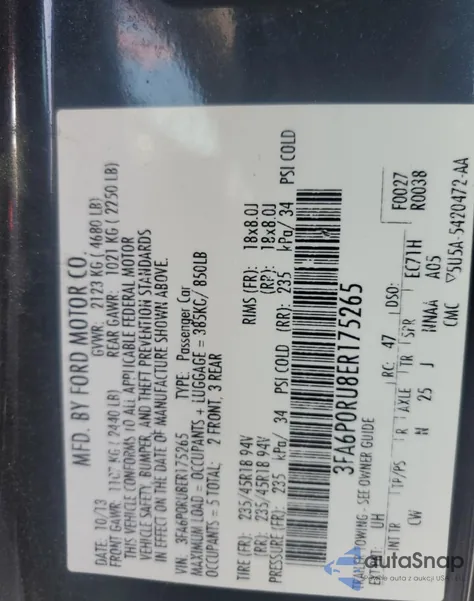 MFD. BY FORD MOTOR CO.
DATE: 10/13 GVWR: 2123 KG ( 4680 LB)
FRONT GAWR: 1107 KG ( 2440 LB) REAR GAWR: 1021 KG ( 2250 LB)
THIS VEHICLE CONFORMS TO ALL APPLICABLE FEDERAL MOTOR
VEHICLE SAFETY, BUMPER, AND THEFT PREVENTION STANDARDS
IN EFFECT ON THE DATE OF MANUFACTURE SHOWN ABOVE.
VIN: 3FA6P0RU8ER175265 TYPE: Passenger Car
MAXIMUM LOAD = OCCUPANTS + LUGGAGE = 385KG/ 850LB
OCCUPANTS = 5 TOTAL: 2 FRONT, 3 REAR
TIRE (FR): 235/45R18 94V RIMS (FR): 18x8.0J
(RR): 235/45R18 94V (RR): 18x8.0J
PRESSURE (FR): 235 kPa/ 34 PSI COLD (RR): 235 kPa/ 34 PSI COLD
3FA6P0RU8ER175265
TRAILER TOWING - SEE OWNER GUIDE
EXT UH RC: 47 DSO: F0027
R0038
INT TR TP/PS R AXLE TR SPR EC71H
CW N 25 J NNAA A05
CMC ▽5U5A-5420472-AA
autoSnap